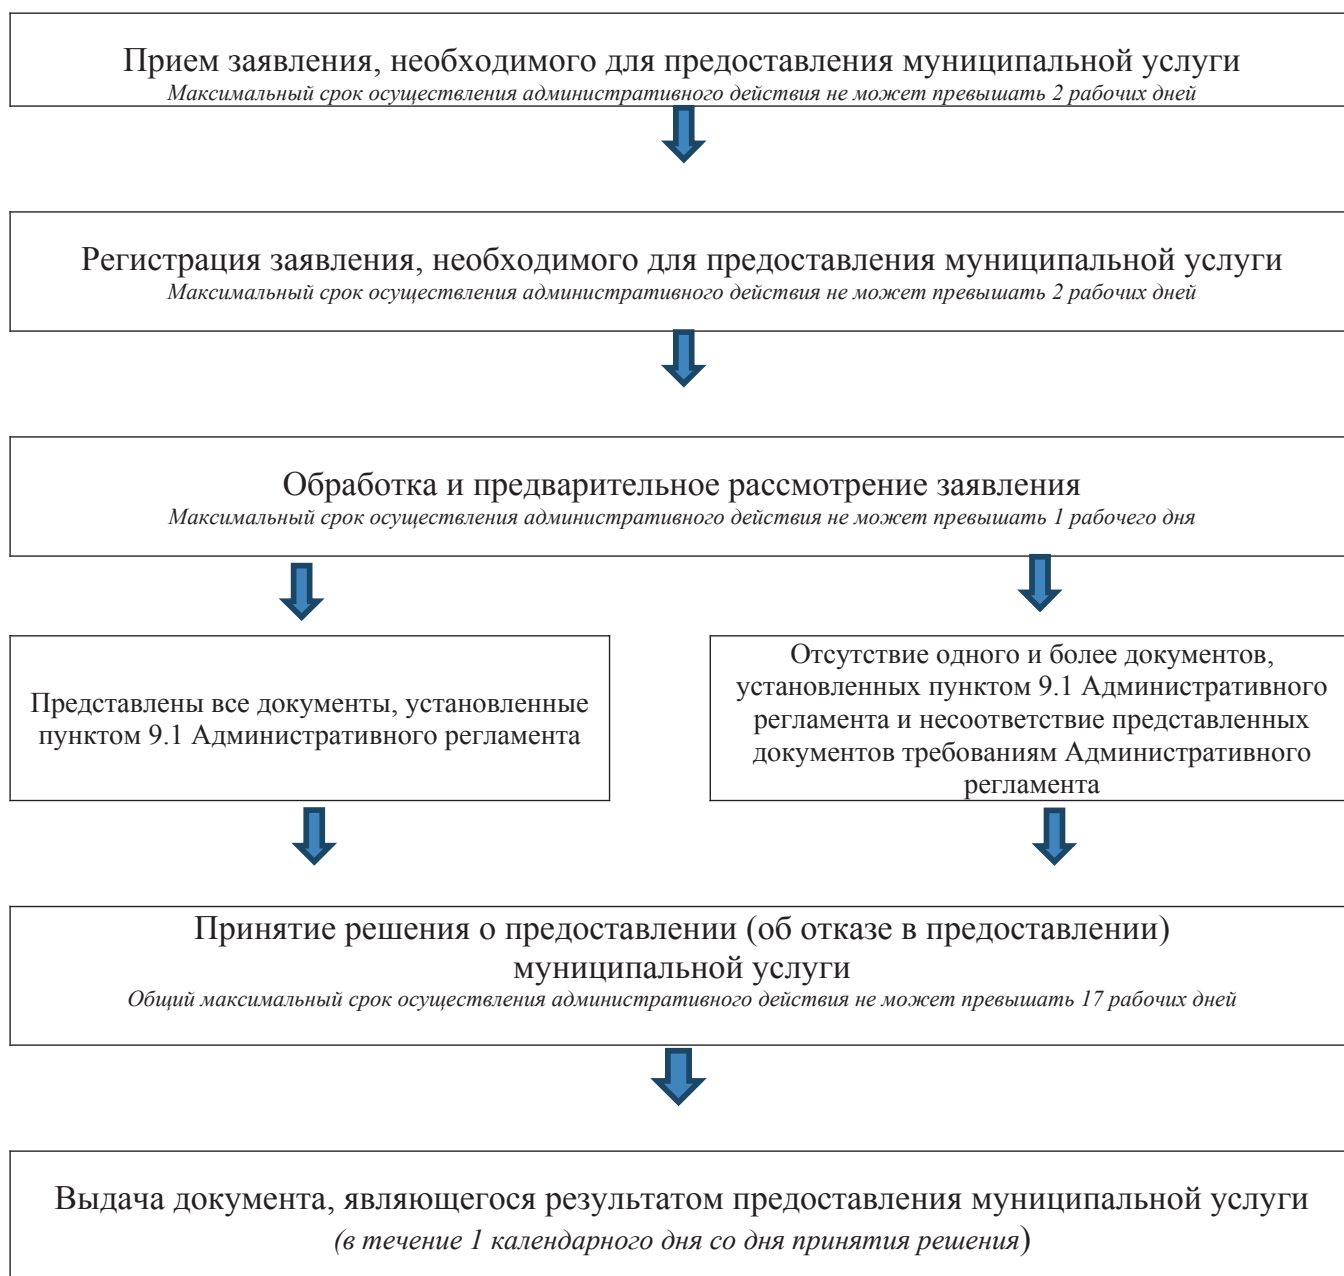 Прием заявления, необходимого для предоставления муниципальной услуги
Максимальный срок осуществления административного действия не может превышать 2 рабочих дней
Регистрация заявления, необходимого для предоставления муниципальной услуги
Максимальный срок осуществления административного действия не может превышать 2 рабочих дней
Обработка и предварительное рассмотрение заявления
Максимальный срок осуществления административного действия не может превышать 1 рабочего дня
Представлены все документы, установленные
пунктом 9.1 Административного регламента
Отсутствие одного и более документов,
установленных пунктом 9.1 Административного
регламента и несоответствие представленных
документов требованиям Административного
регламента
Принятие решения о предоставлении (об отказе в предоставлении)
муниципальной услуги
Общий максимальный срок осуществления административного действия не может превышать 17 рабочих дней
Выдача документа, являющегося результатом предоставления муниципальной услуги
(в течение 1 календарного дня со дня принятия решения)